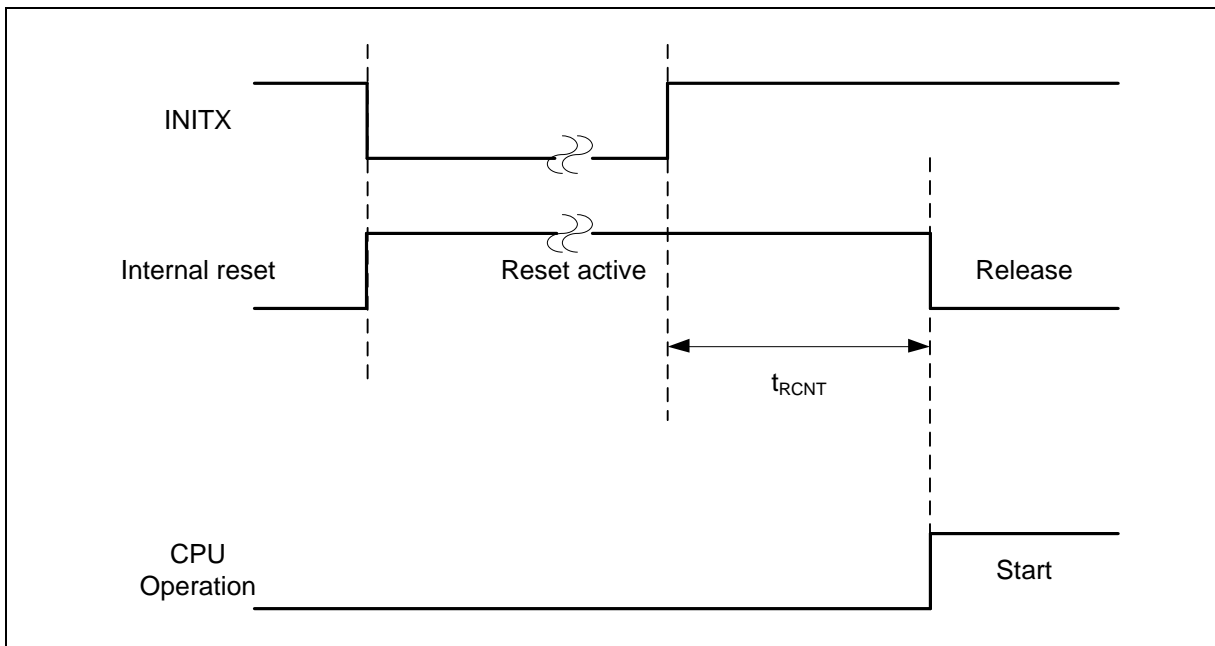 INITX
Internal reset
Reset active
Release
tRCNT
CPU
Operation
Start